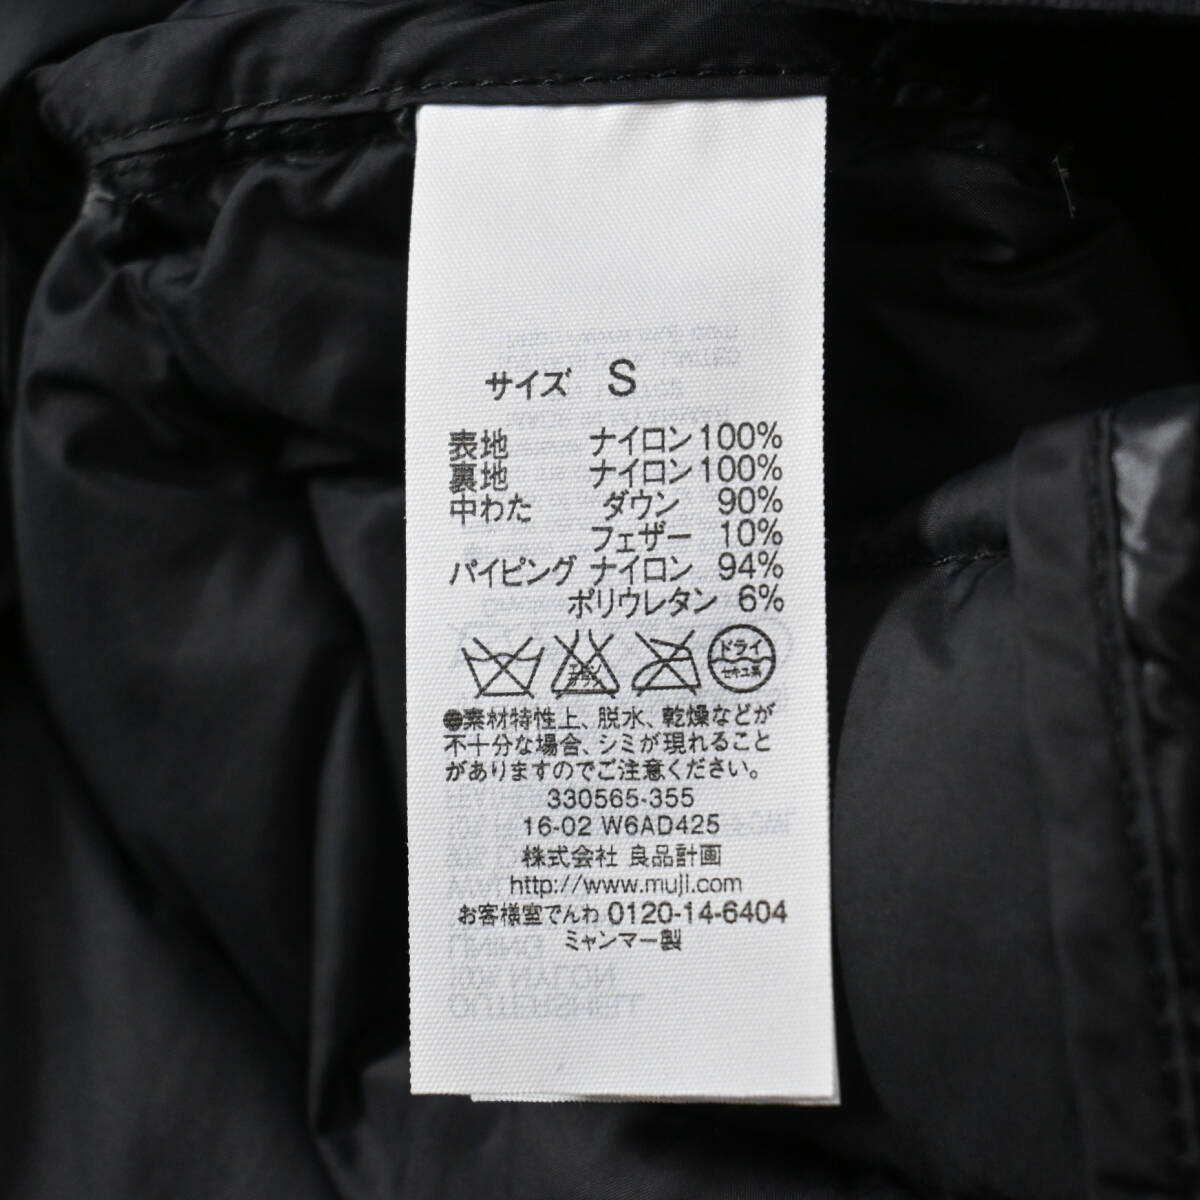 サイズ S
表地 ナイロン 100%
裏地 ナイロン 100%
中わた ダウン 90%
フェザー 10%
パイピング ナイロン 94%
ポリウレタン 6%
ドライ
セキユ系
●素材特性上、脱水、乾燥などが
不十分な場合、シミが現れること
がありますのでご注意ください。
330565-355
16-02 W6AD425
株式会社 良品計画
http://www.muji.com
お客様室でんわ 0120-14-6404
ミャンマー製